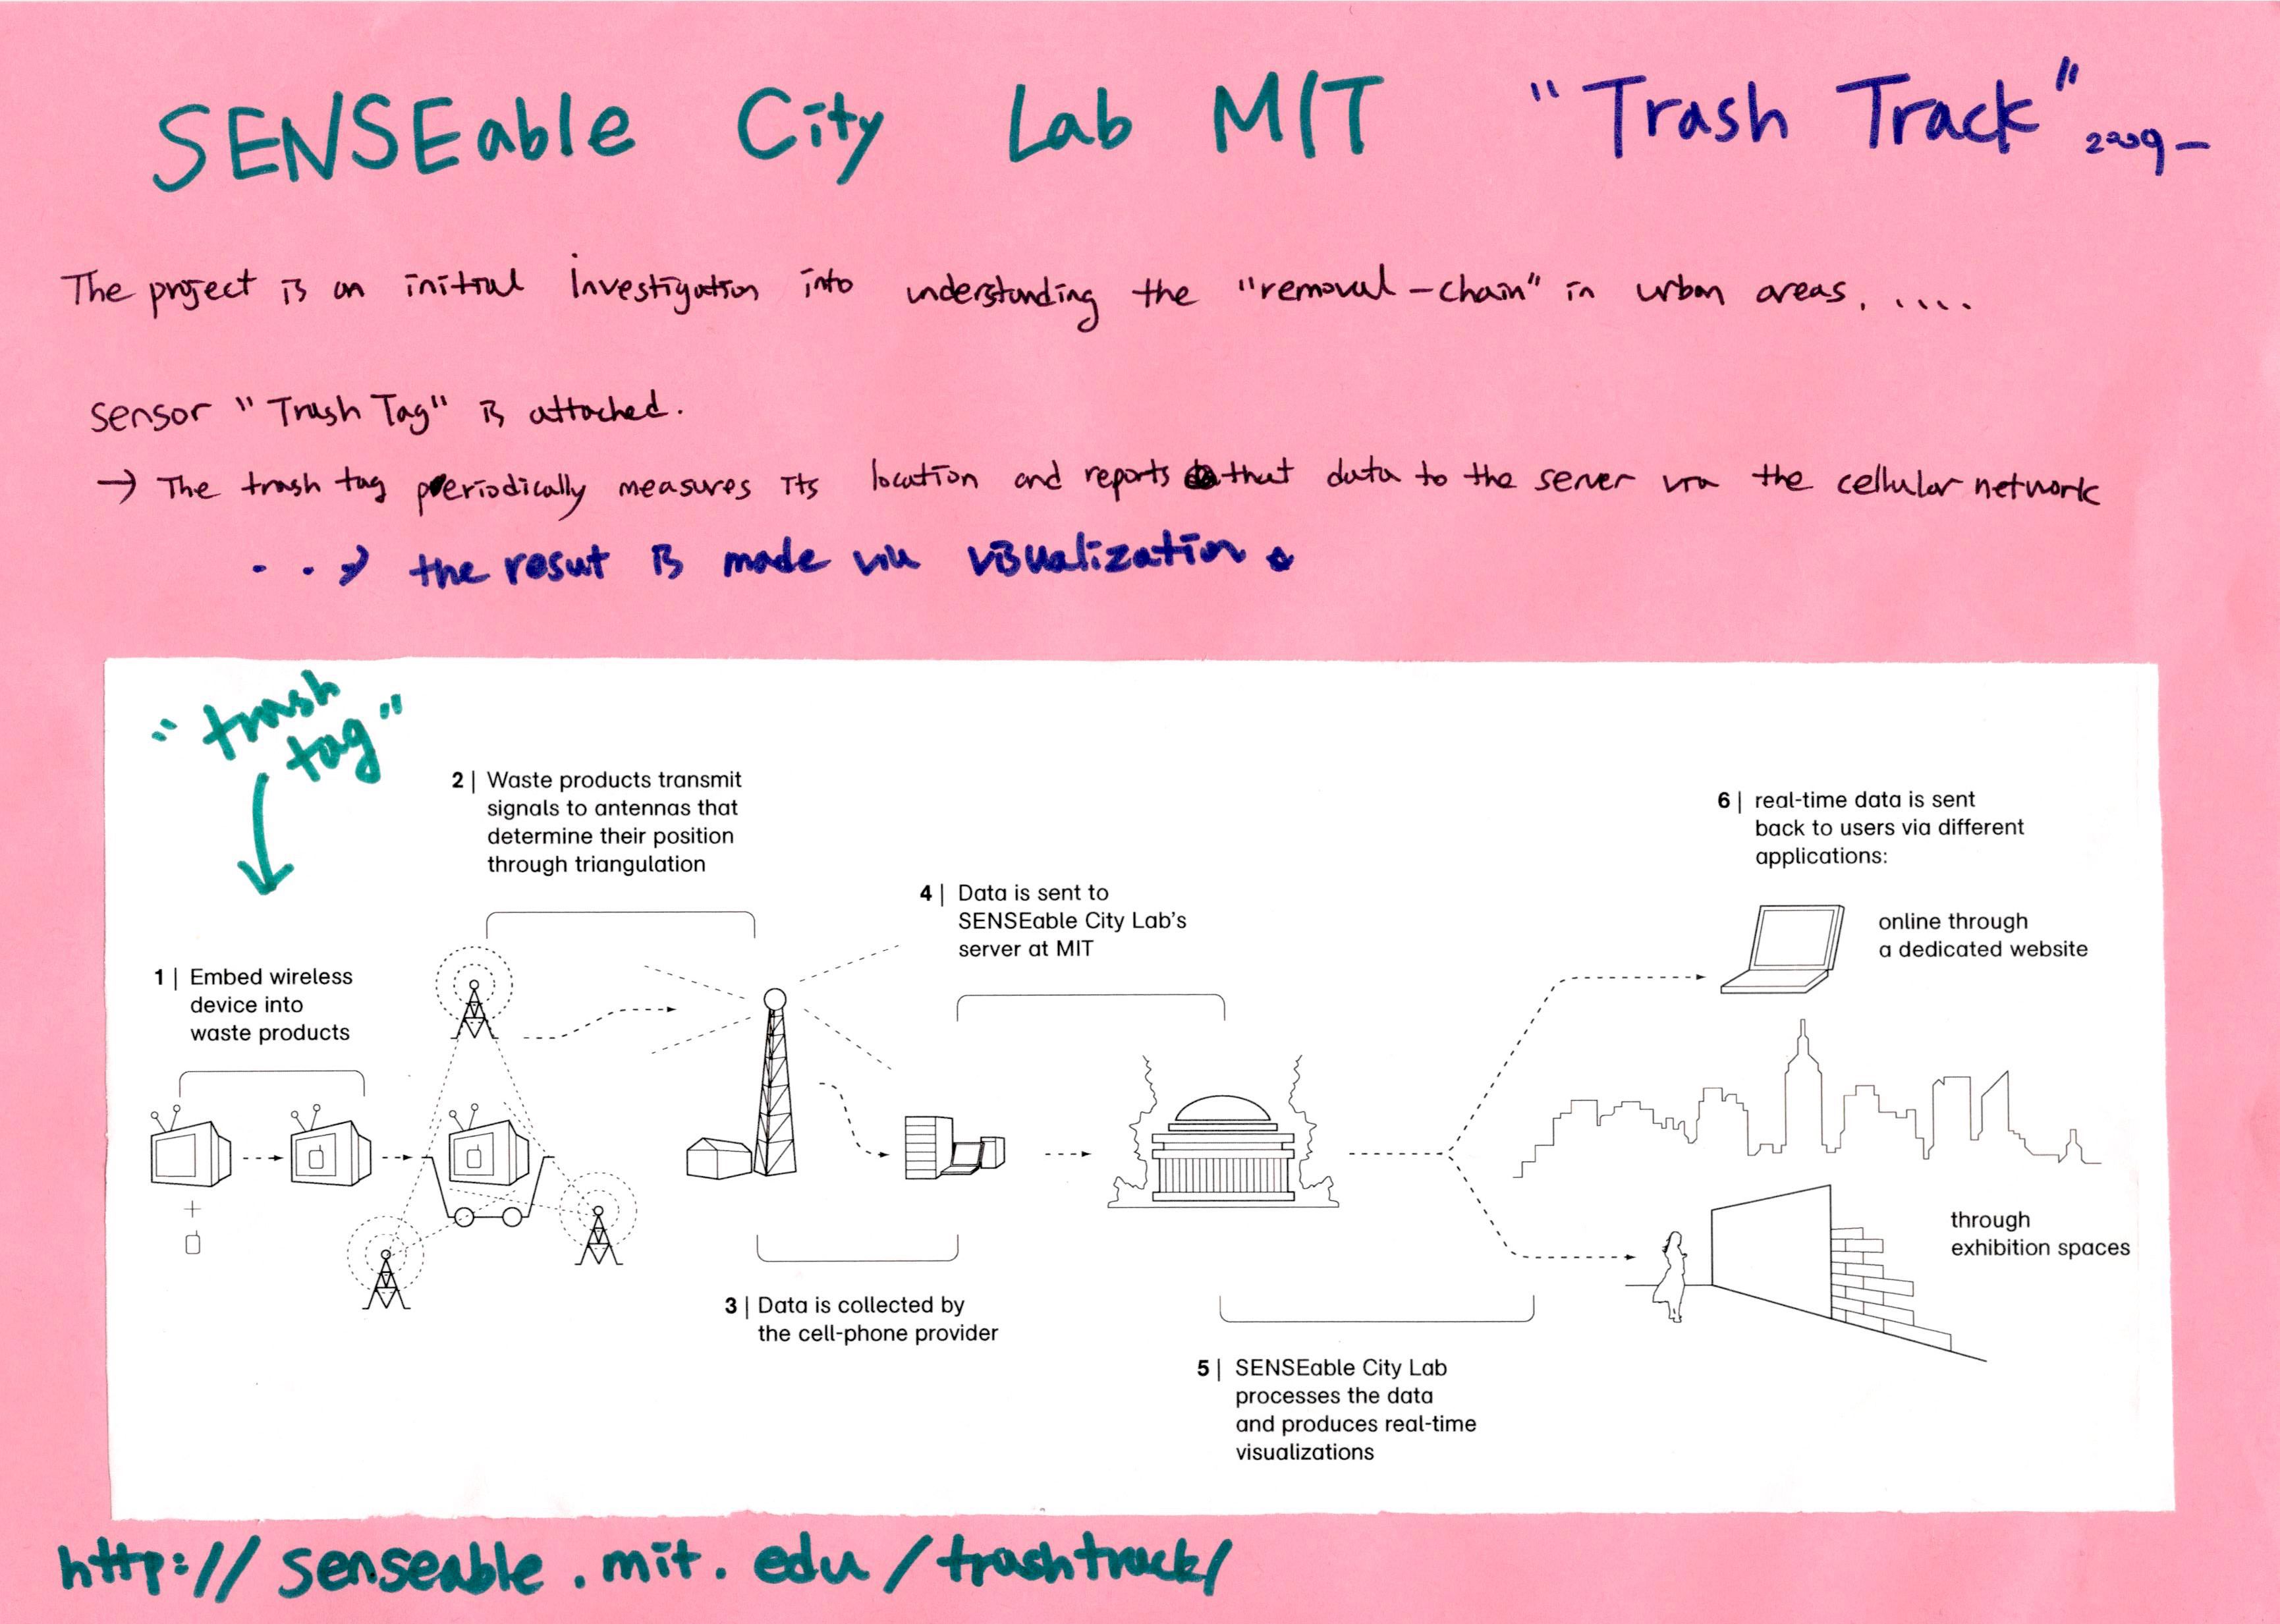 SENSEable City Lab MIT "Trash Track" 2009-
The project is an initial investigation into understanding the "removal-chain" in urban areas. ....
sensor "Trash Tag" is attached.
→ The trash tag periodically measures its location and reports that data to the server via the cellular network
..→ the resut is made via visualization.
"trash
tag"
2| Waste products transmit
signals to antennas that
determine their position
through triangulation
6| real-time data is sent
back to users via different
applications:
4| Data is sent to
SENSEable City Lab's
server at MIT
online through
a dedicated website
1| Embed wireless
device into
waste products
+
through
exhibition spaces
3| Data is collected by
the cell-phone provider
5| SENSEable City Lab
processes the data
and produces real-time
visualizations
http://senseable.mit.edu/trashtrack/